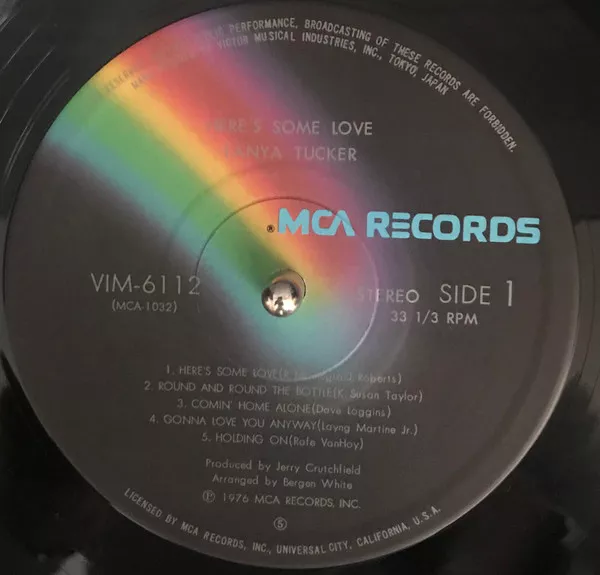 PERFORMANCE, BROADCASTING OF THESE RECORDS ARE FORBIDDEN.
VICTOR MUSICAL INDUSTRIES, INC., TOKYO, JAPAN
HERE'S SOME LOVE
TANYA TUCKER
® MCA RECORDS
VIM-6112
(MCA-1032)
STEREO SIDE 1
33 1/3 RPM
1. HERE'S SOME LOVE( Roberts)
2. ROUND AND ROUND THE BOTTLE(K. Susan Taylor)
3. COMIN' HOME ALONE(Dave Loggins)
4. GONNA LOVE YOU ANYWAY(Layng Martine Jr.)
5. HOLDING ON(Rafe VanHoy)
Produced by Jerry Crutchfield
Arranged by Bergen White
℗ 1976 MCA RECORDS, INC.
Ⓢ
LICENSED BY MCA RECORDS, INC., UNIVERSAL CITY, CALIFORNIA, U.S.A.